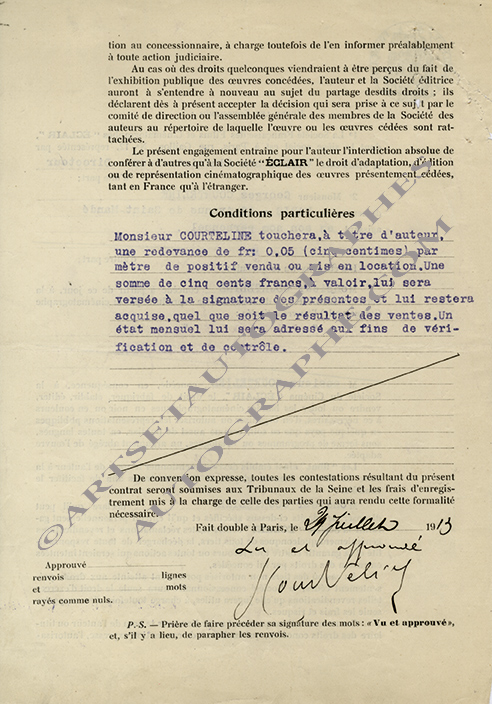 tion au concessionnaire, à charge toutefois de l'en informer préalablement
à toute action judiciaire.
Au cas où des droits quelconques viendraient à être perçus du fait de
l'exhibition publique des œuvres concédées, l'auteur et la Société éditrice
auront à s'entendre à nouveau au sujet du partage desdits droits ; ils
déclarent dès à présent accepter la décision qui sera prise à ce sujet par le
comité de direction ou l'assemblée générale des membres de la Société des
auteurs au répertoire de laquelle l'œuvre ou les œuvres cédées sont rat-
tachées.
Le présent engagement entraine pour l'auteur l'interdiction absolue de
conférer à d'autres qu'à la Société "ÉCLAIR" le droit d'adaptation, d'édition
ou de représentation cinématographique des œuvres présentement cédées,
tant en France qu'à l'étranger.
Conditions particulières
Monsieur COURTELINE touchera, à titre d'auteur,
une redevance de fr: 0,05 (cinq centimes) par
mètre de positif vendu ou mis en location. Une
somme de cinq cents francs, à valoir, lui sera
versée à la signature des présentes et lui restera
acquise, quel que soit le résultat des ventes. Un
état mensuel lui sera adressé aux fins de véri-
fication et de contrôle.
De convention expresse, toutes les contestations résultant du présent
contrat seront soumises aux Tribunaux de la Seine et les frais d'enregis-
trement mis à la charge de celle des parties qui aura rendu cette formalité
nécessaire.
Fait double à Paris, le 29 juillet 1913
Lu et approuvé
Courteline
Approuvé
renvois lignes
et mots
rayés comme nuls.
P.-S. — Prière de faire précéder sa signature des mots : « Vu et approuvé »,
et, s'il y a lieu, de parapher les renvois.
©ARTSETAUTOGRAPHES
AUTOGRAPHE.COM